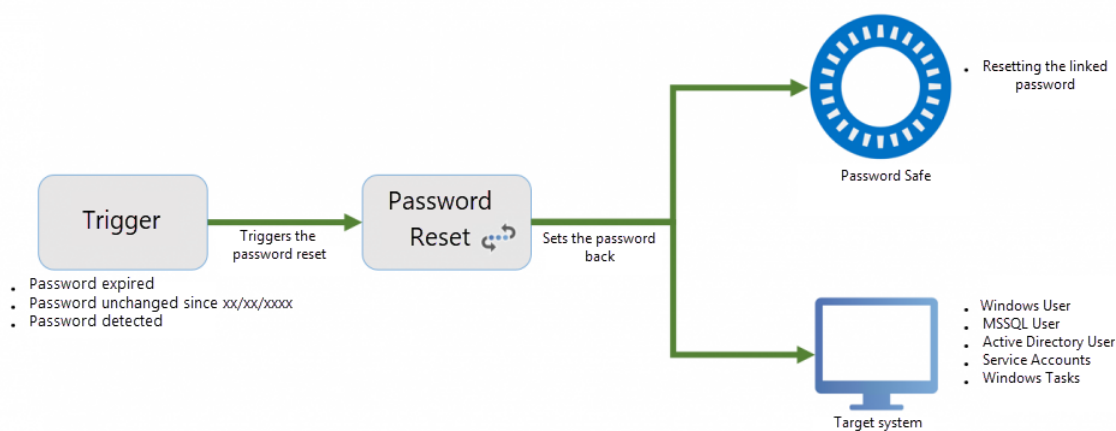 Trigger
Triggers the
password reset
• Password expired
• Password unchanged since xx/xx/xxxx
• Password detected
Password
Reset
Sets the password
back
• Resetting the linked
password
Password Safe
• Windows User
• MSSQL User
• Active Directory User
• Service Accounts
• Windows Tasks
Target system